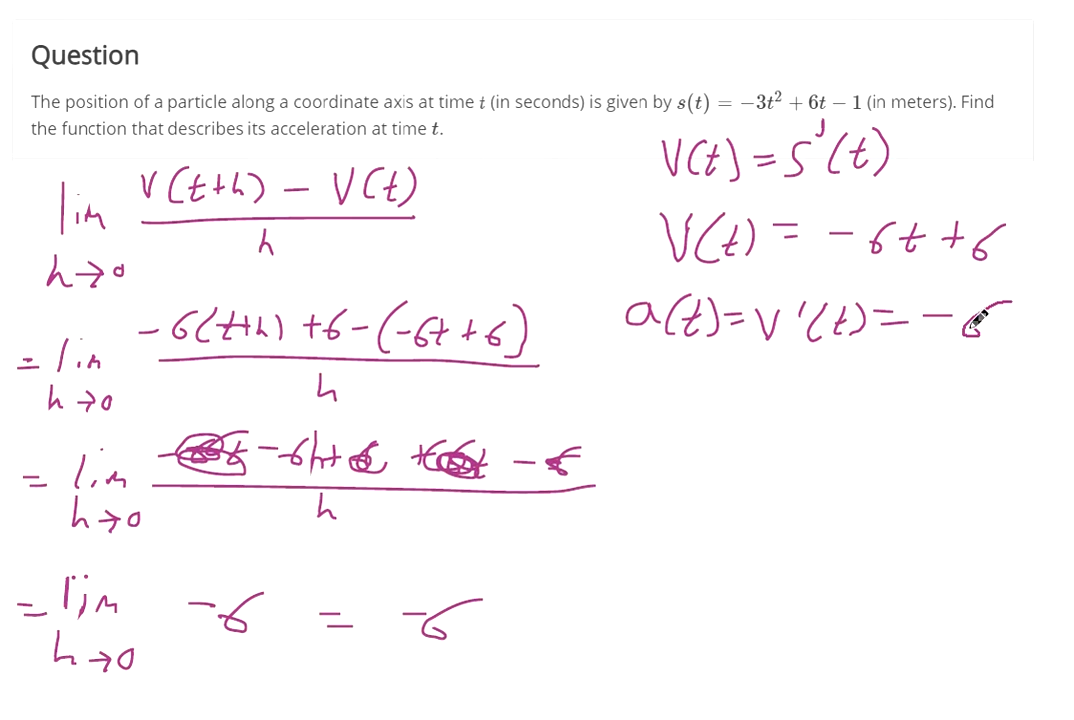 Question
The position of a particle along a coordinate axis at time t (in seconds) is given by s(t) = −3t² + 6t − 1 (in meters). Find
the function that describes its acceleration at time t.
V(t) = s'(t)
V(t) = -6t +6
a(t)=v'(t)= -6
lim h→0 V(t+h) − V(t) / h
= lim h→0 -6(t+h) +6-(-6t+6) / h
= lim h→0 -6t -6h+6 +6t -6 / h
= lim h→0 -6 = -6